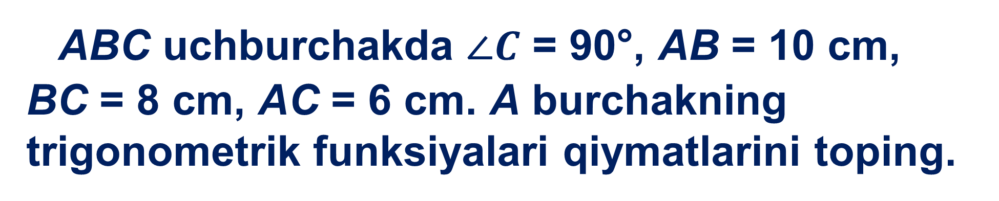 ABC uchburchakda ∠C = 90°, AB = 10 cm,
BC = 8 cm, AC = 6 cm. A burchakning
trigonometrik funksiyalari qiymatlarini toping.